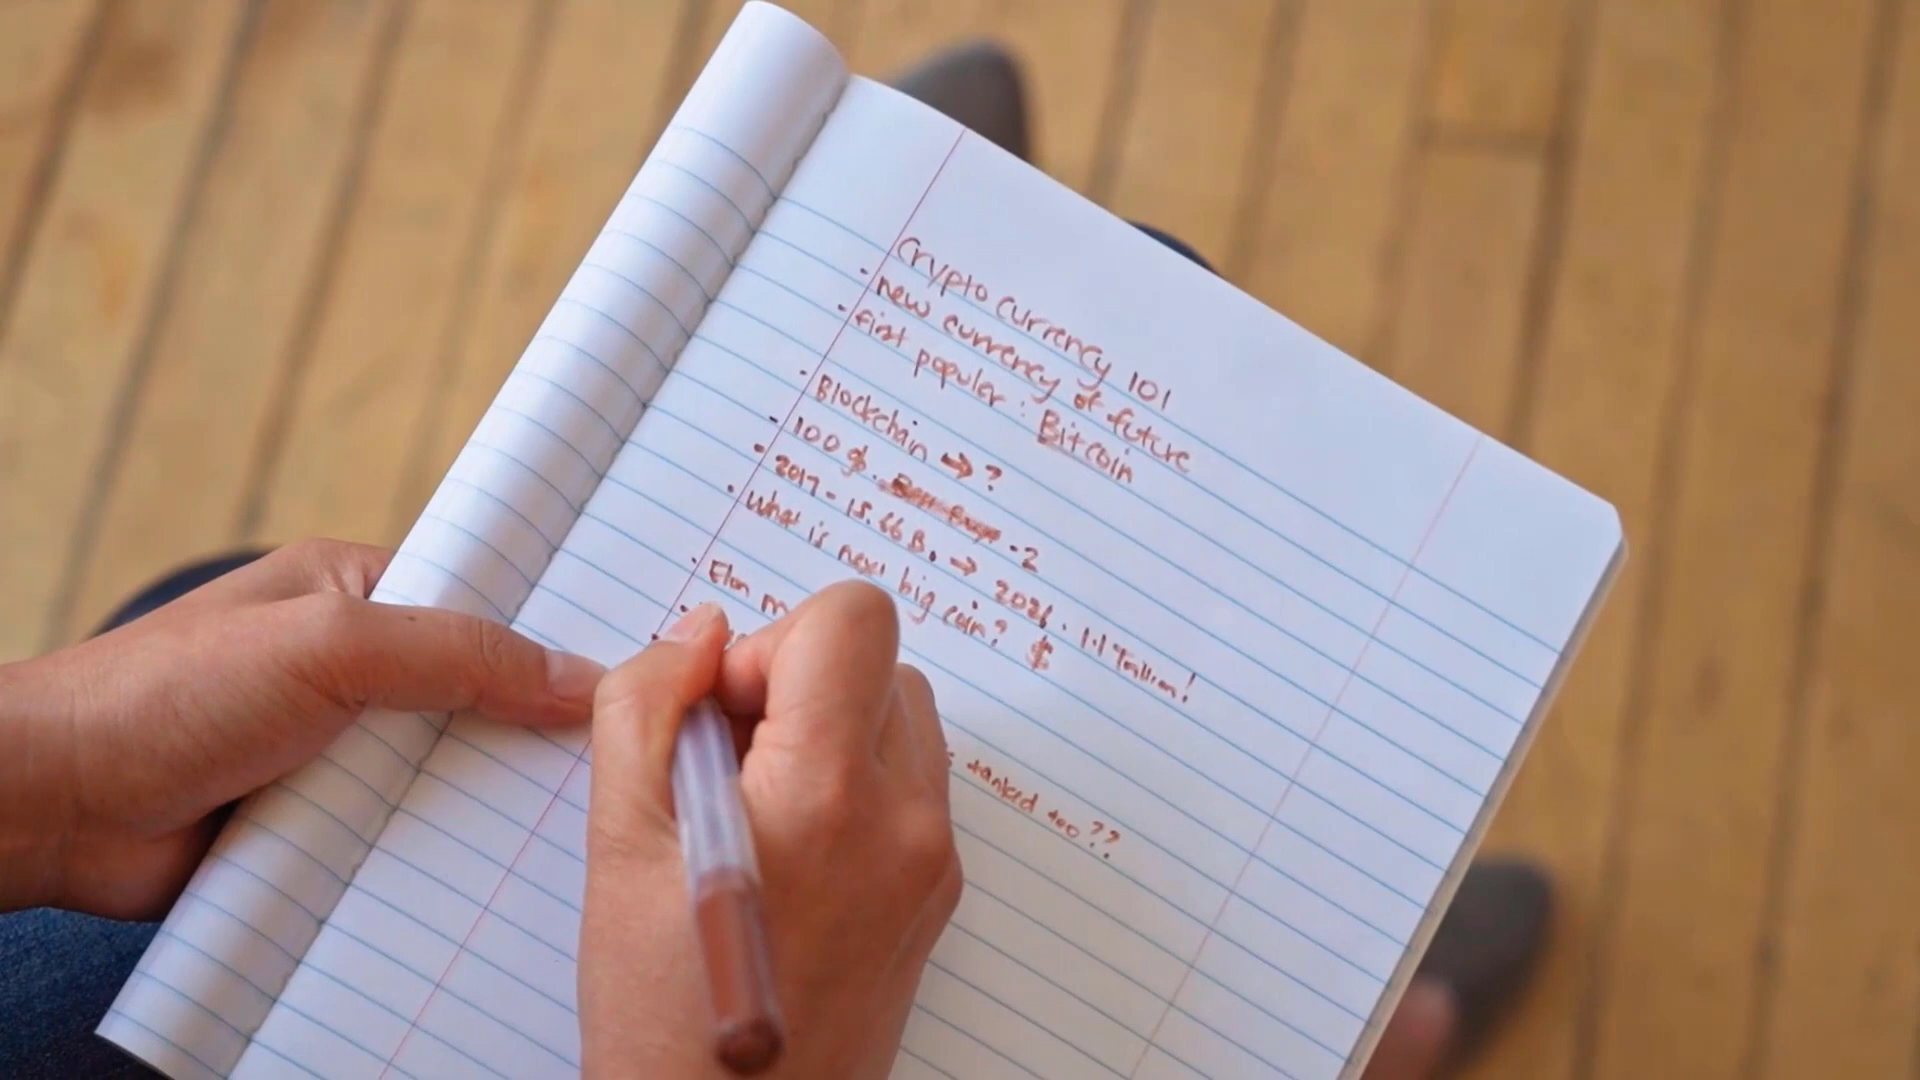 Crypto Currency 101
· new currency of future
· first popular : Bitcoin
· Blockchain → ?
- 100 $. - 2
- 2017 - 15.66B. → 2021. 1.1 Trillion!
· What is next big coin? $
· Elon m
tanked too ??